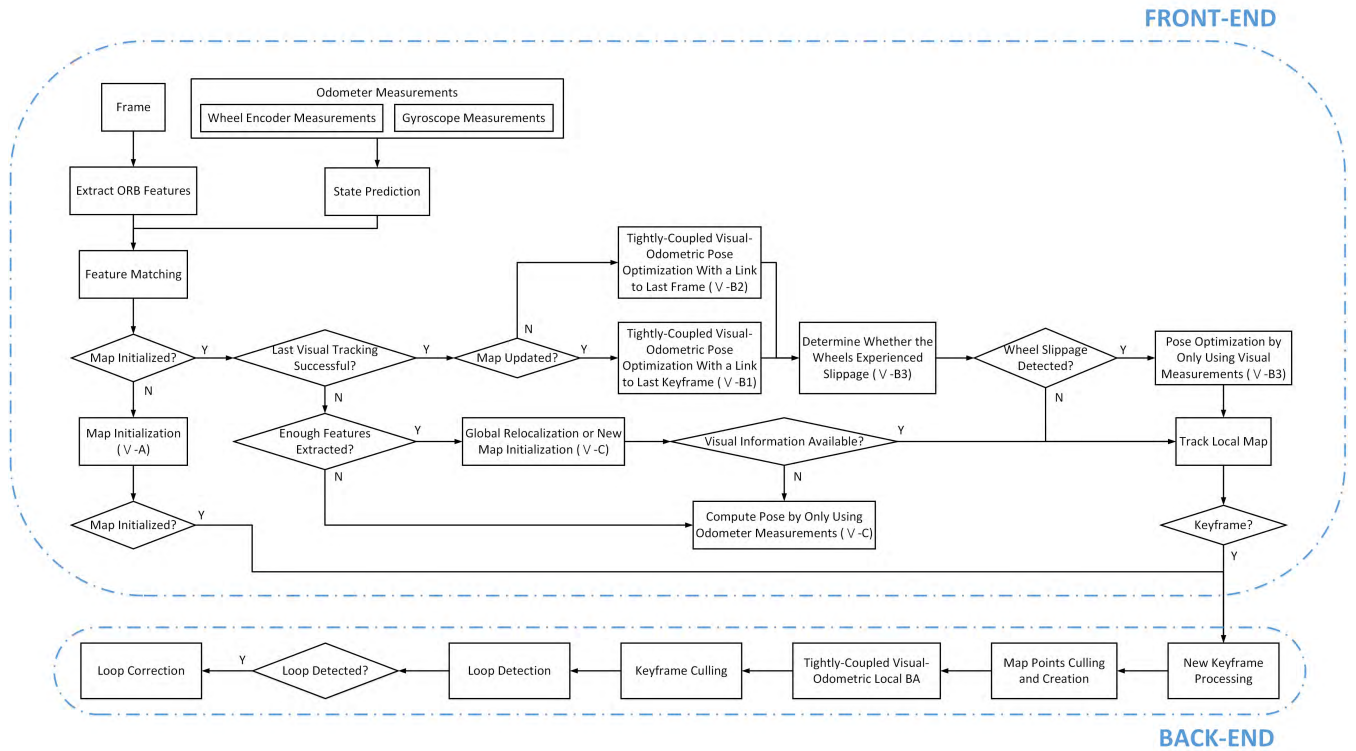 FRONT-END
Frame
Odometer Measurements
Wheel Encoder Measurements
Gyroscope Measurements
Extract ORB Features
State Prediction
Feature Matching
Tightly-Coupled Visual-
Odometric Pose
Optimization With a Link
to Last Frame (Ⅴ-B2)
Map Initialized?
Y
N
Last Visual Tracking
Successful?
Y
N
Map Updated?
N
Y
Tightly-Coupled Visual-
Odometric Pose
Optimization With a Link
to Last Keyframe (Ⅴ-B1)
Determine Whether the
Wheels Experienced
Slippage (Ⅴ-B3)
Wheel Slippage
Detected?
Y
N
Pose Optimization by
Only Using Visual
Measurements (Ⅴ-B3)
Map Initialization
(Ⅴ-A)
Enough Features
Extracted?
Y
N
Global Relocalization or New
Map Initialization (Ⅴ-C)
Visual Information Available?
Y
N
Track Local Map
Map Initialized?
Y
Compute Pose by Only Using
Odometer Measurements (Ⅴ-C)
Keyframe?
Y
Loop Correction
Y
Loop Detected?
Loop Detection
Keyframe Culling
Tightly-Coupled Visual-
Odometric Local BA
Map Points Culling
and Creation
New Keyframe
Processing
BACK-END